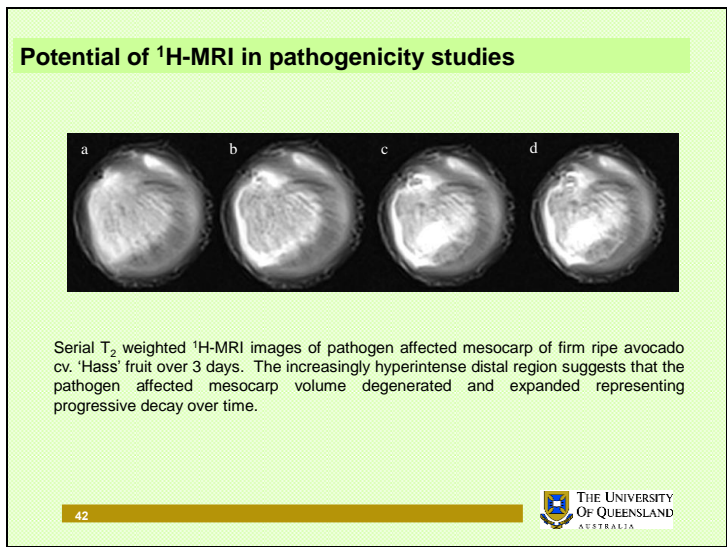 Potential of ¹H-MRI in pathogenicity studies
a b c d
Serial T₂ weighted ¹H-MRI images of pathogen affected mesocarp of firm ripe avocado
cv. ‘Hass’ fruit over 3 days. The increasingly hyperintense distal region suggests that the
pathogen affected mesocarp volume degenerated and expanded representing
progressive decay over time.
42
THE UNIVERSITY
OF QUEENSLAND
AUSTRALIA